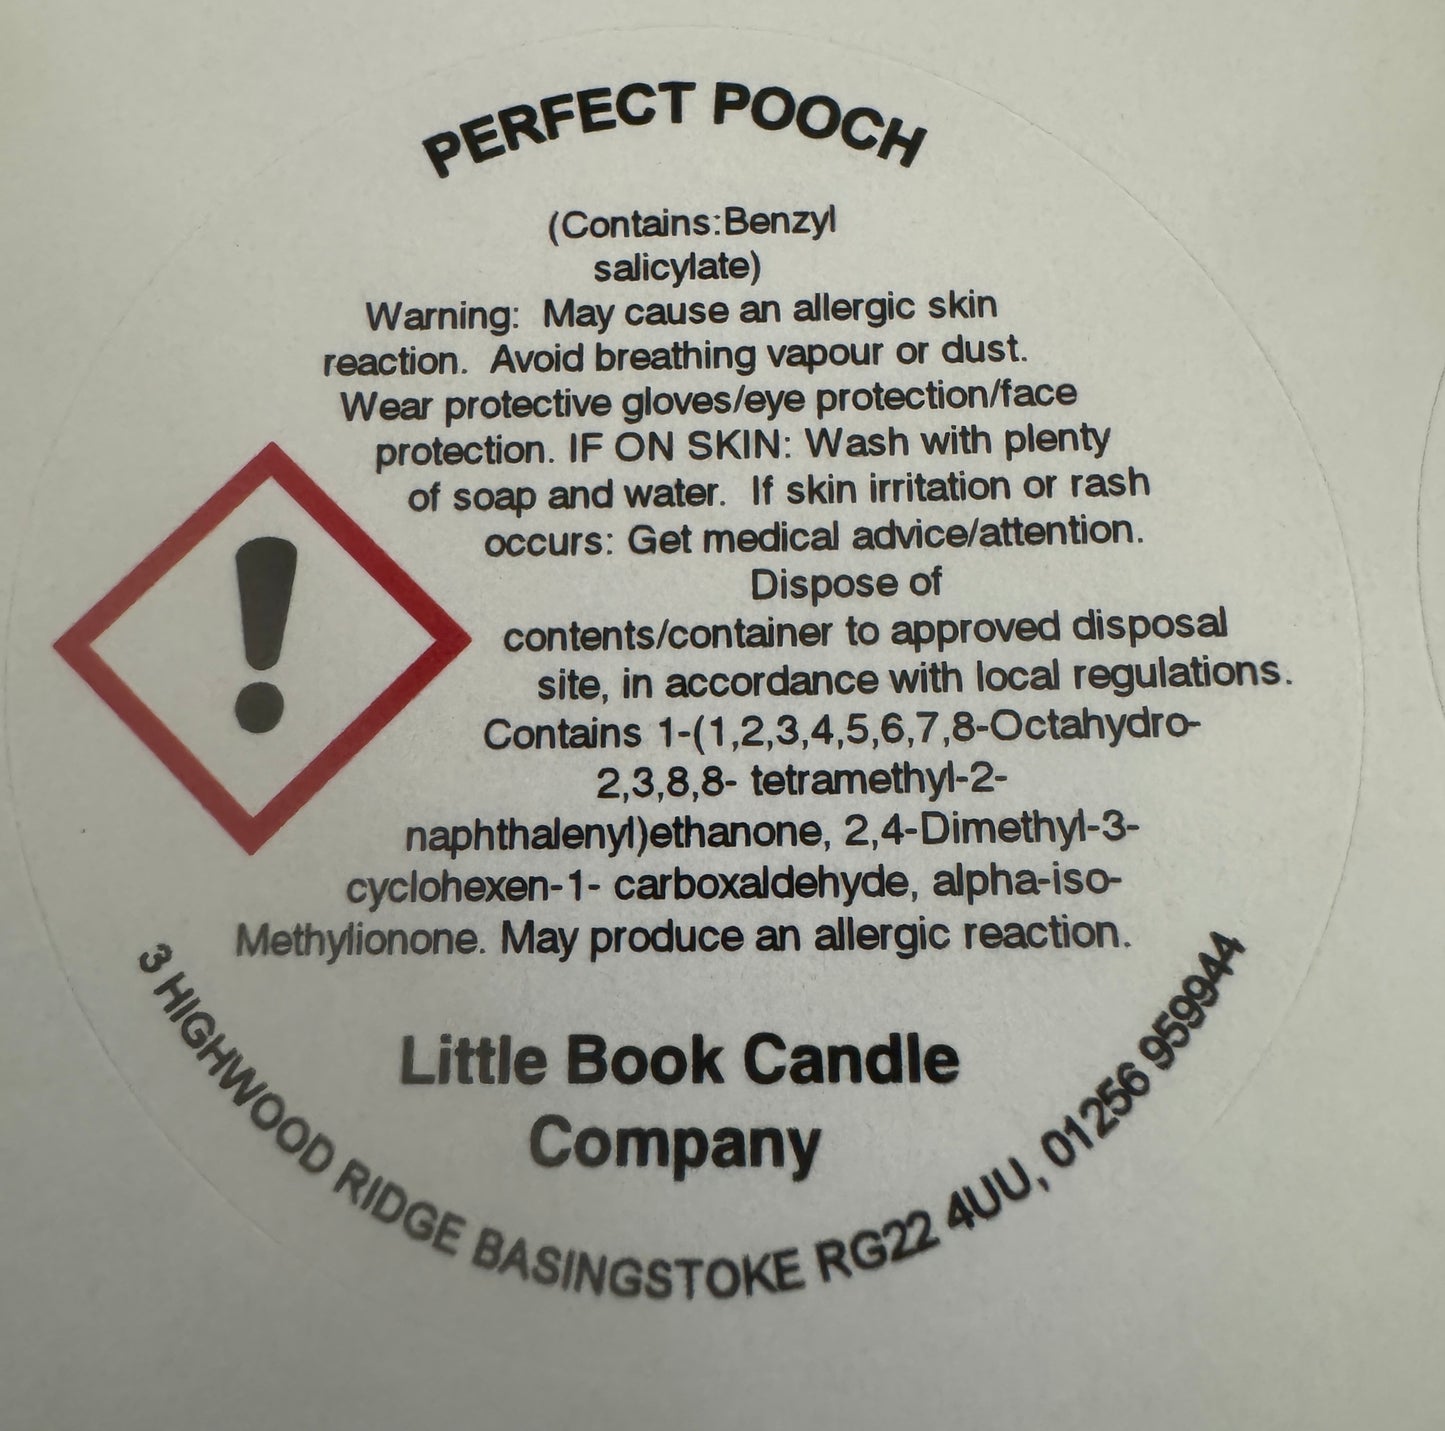 PERFECT POOCH
(Contains:Benzyl
salicylate)
Warning: May cause an allergic skin
reaction. Avoid breathing vapour or dust.
Wear protective gloves/eye protection/face
protection. IF ON SKIN: Wash with plenty
of soap and water. If skin irritation or rash
occurs: Get medical advice/attention.
Dispose of
contents/container to approved disposal
site, in accordance with local regulations.
Contains 1-(1,2,3,4,5,6,7,8-Octahydro-
2,3,8,8- tetramethyl-2-
naphthalenyl)ethanone, 2,4-Dimethyl-3-
cyclohexen-1- carboxaldehyde, alpha-iso-
Methylionone. May produce an allergic reaction.
Little Book Candle
Company
3 HIGHWOOD RIDGE BASINGSTOKE RG22 4UU, 01256 959944